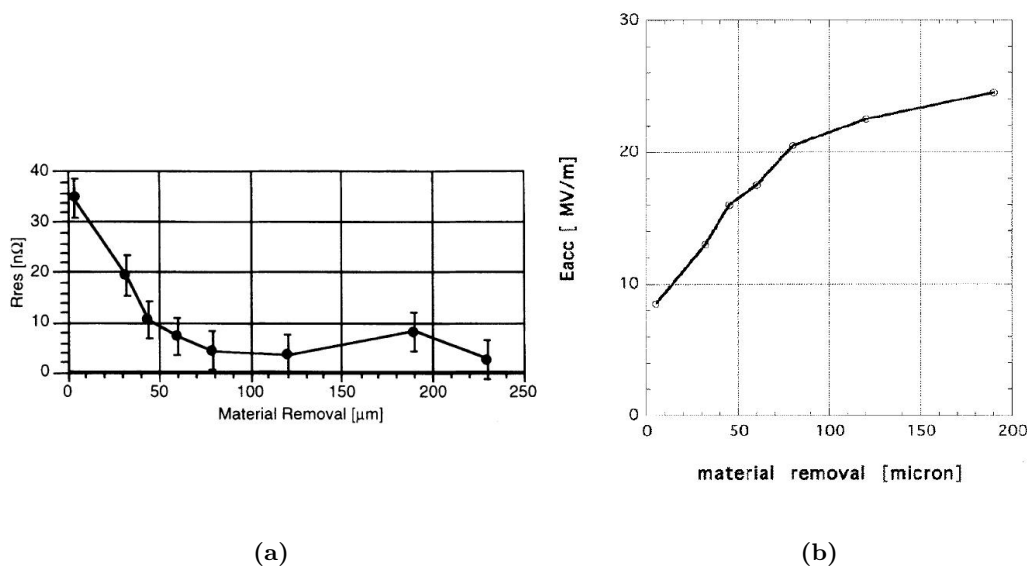 40
30
20
10
0
Rres [nΩ]
0 50 100 150 200 250
Material Removal [μm]
(a)
30
20
10
0
Eacc [ MV/m]
0 50 100 150 200
material removal [micron]
(b)